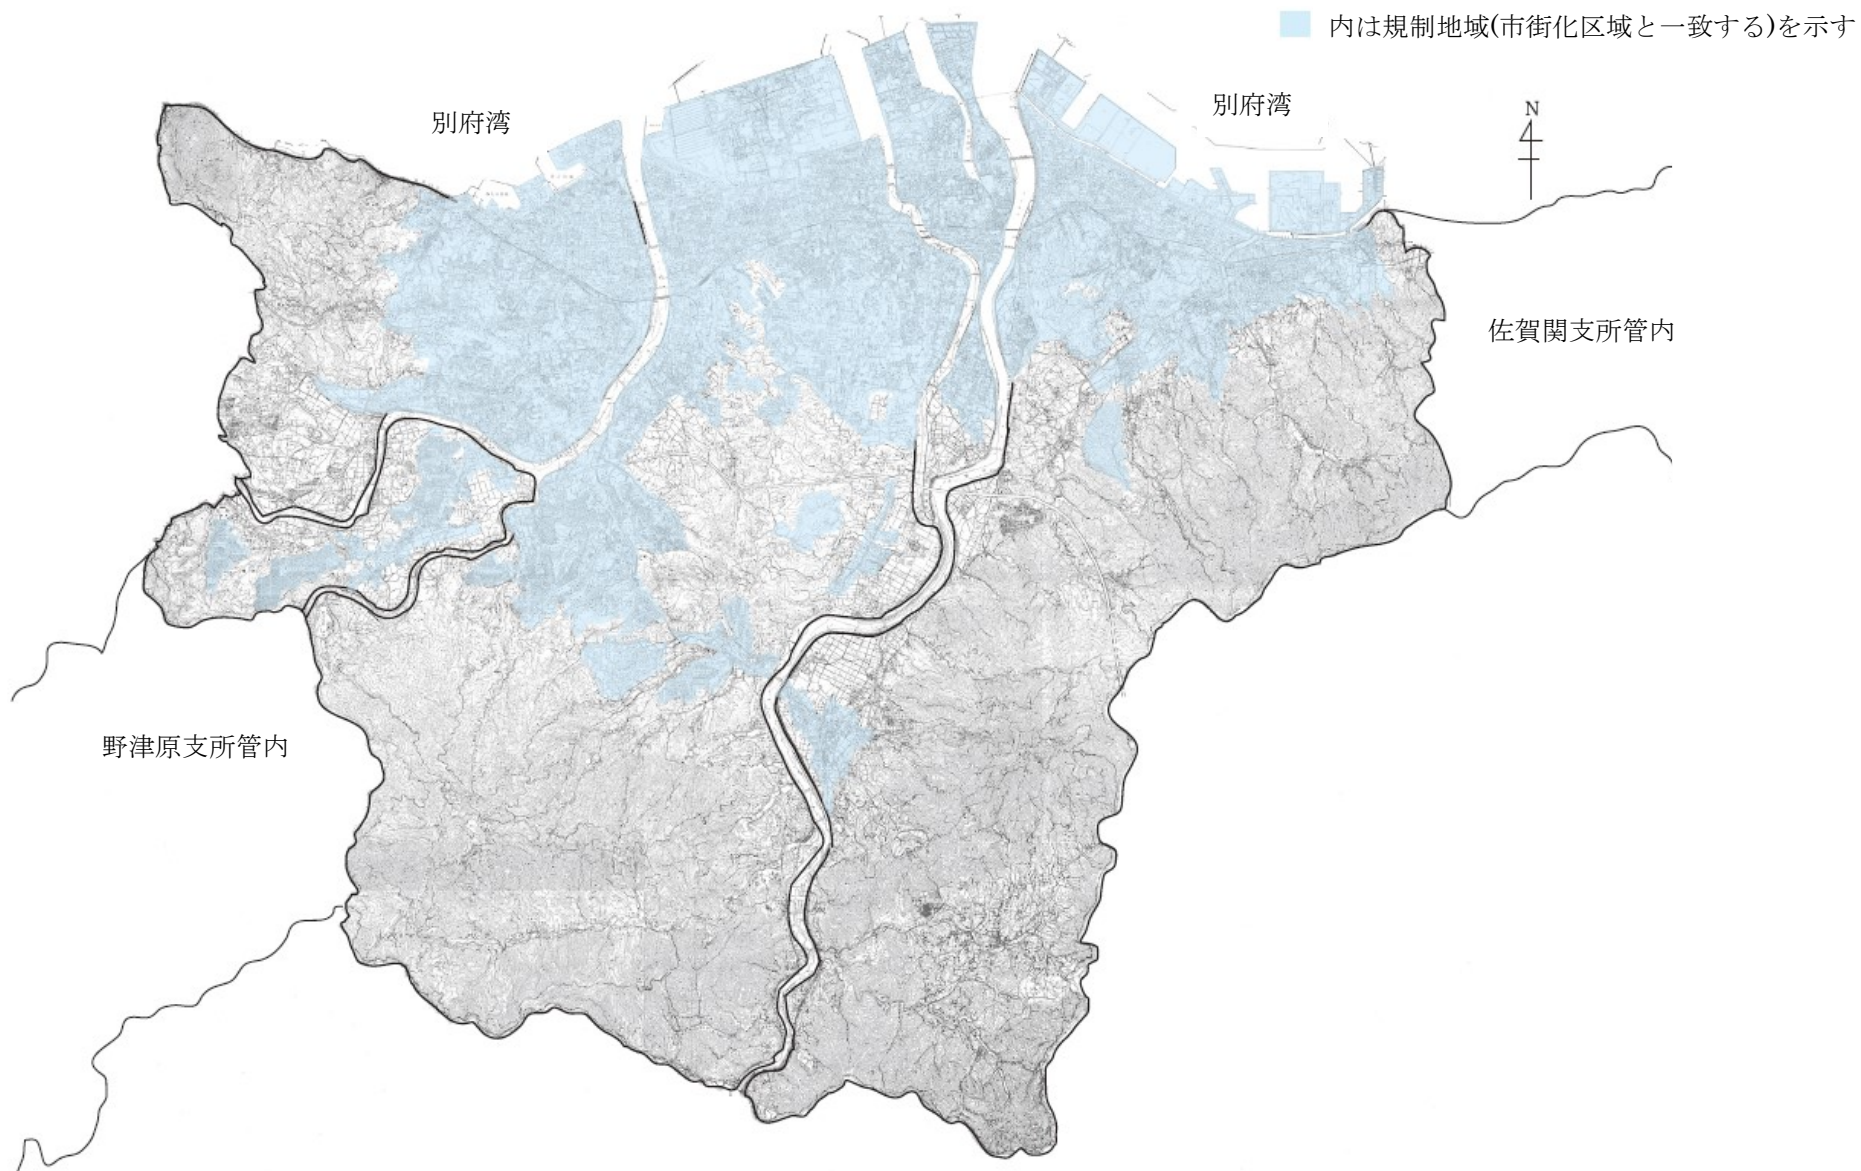 内は規制地域(市街化区域と一致する)を示す
別府湾
別府湾
N
佐賀関支所管内
野津原支所管内